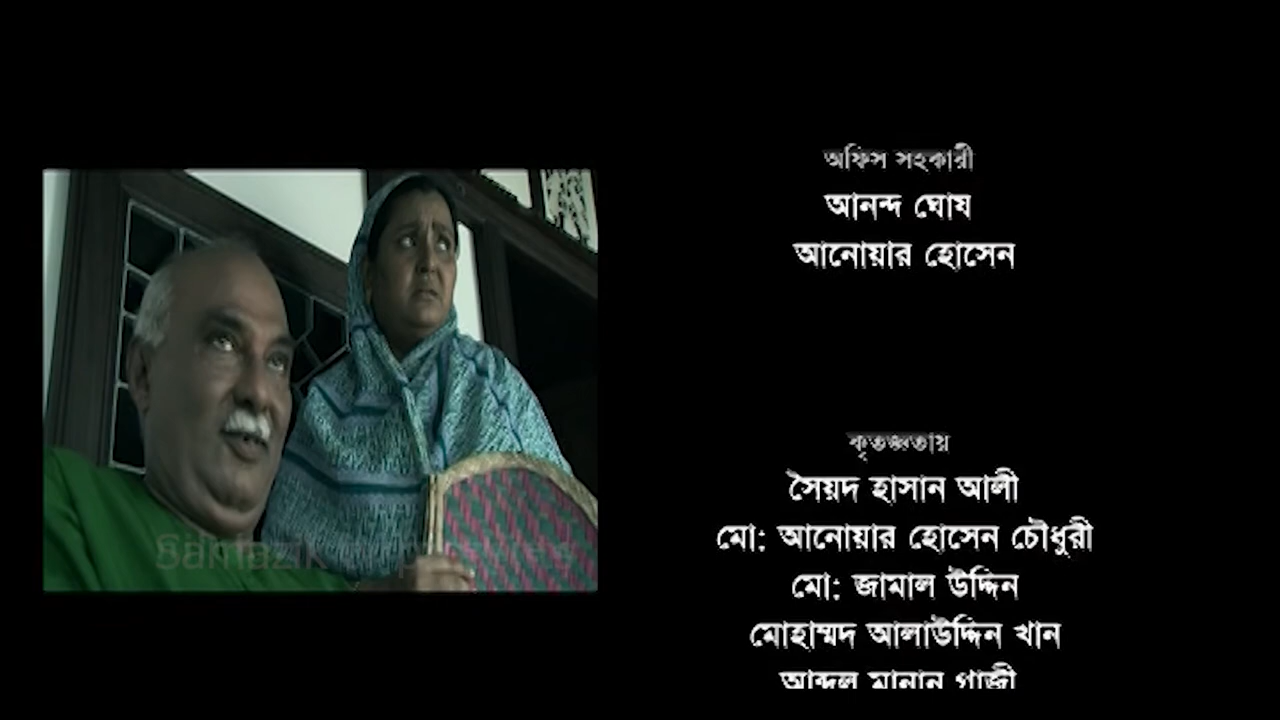 অফিস সহকারী
আনন্দ ঘোষ
আনোয়ার হোসেন
কৃতজ্ঞতায়
সৈয়দ হাসান আলী
মো: আনোয়ার হোসেন চৌধুরী
মো: জামাল উদ্দিন
মোহাম্মদ আলাউদ্দিন খান